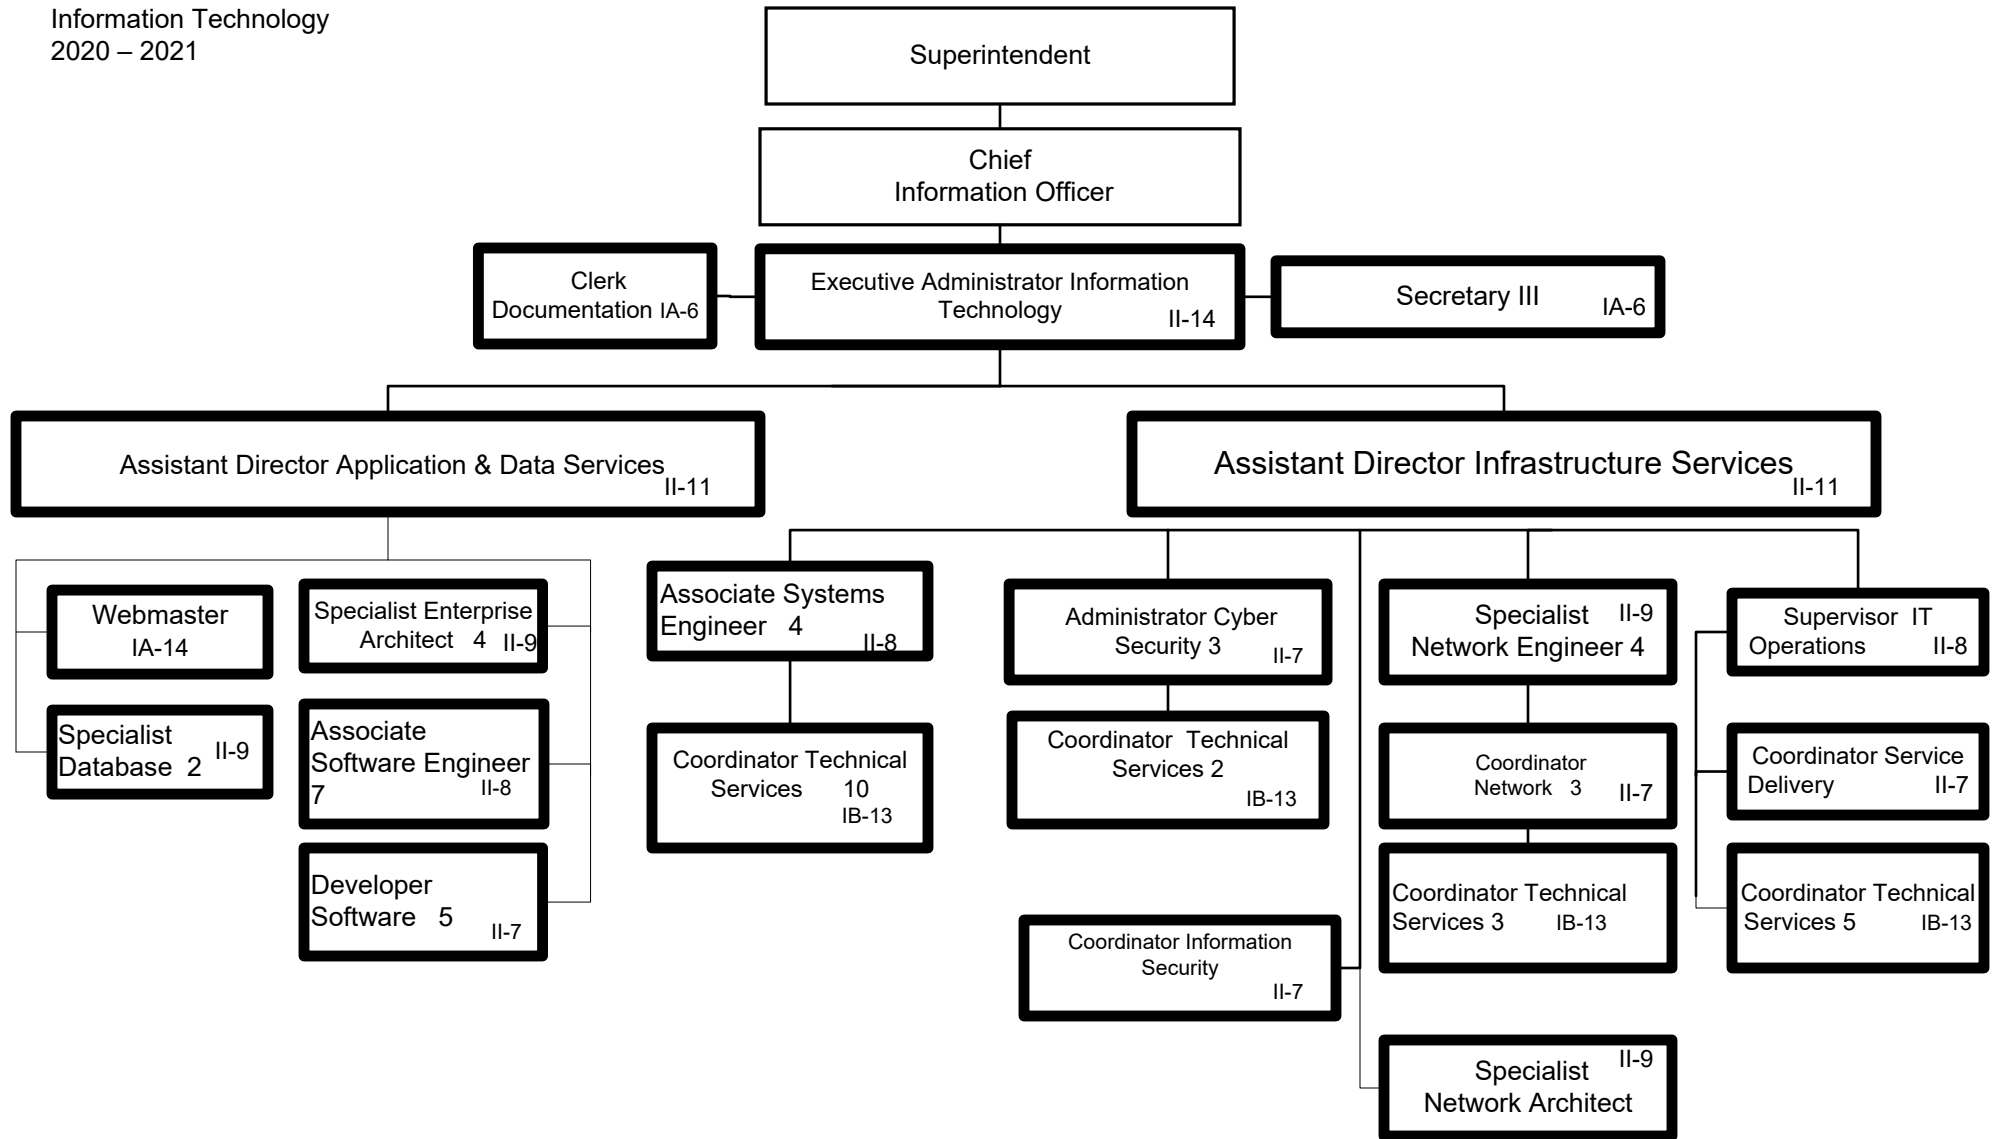 Information Technology
2020 – 2021
Superintendent
Chief
Information Officer
Clerk
Documentation IA-6
Executive Administrator Information
Technology
II-14
Secretary III
IA-6
Assistant Director Application & Data Services
II-11
Assistant Director Infrastructure Services
II-11
Webmaster
IA-14
Specialist
Database 2 II-9
Specialist Enterprise
Architect 4 II-9
Associate
Software Engineer
7 II-8
Developer
Software 5
II-7
Associate Systems
Engineer 4
II-8
Coordinator Technical
Services 10
IB-13
Administrator Cyber
Security 3
II-7
Coordinator Technical
Services 2
IB-13
Coordinator Information
Security
II-7
Specialist II-9
Network Engineer 4
Coordinator
Network 3 II-7
Coordinator Technical
Services 3 IB-13
Specialist II-9
Network Architect
Supervisor IT
Operations II-8
Coordinator Service
Delivery II-7
Coordinator Technical
Services 5 IB-13